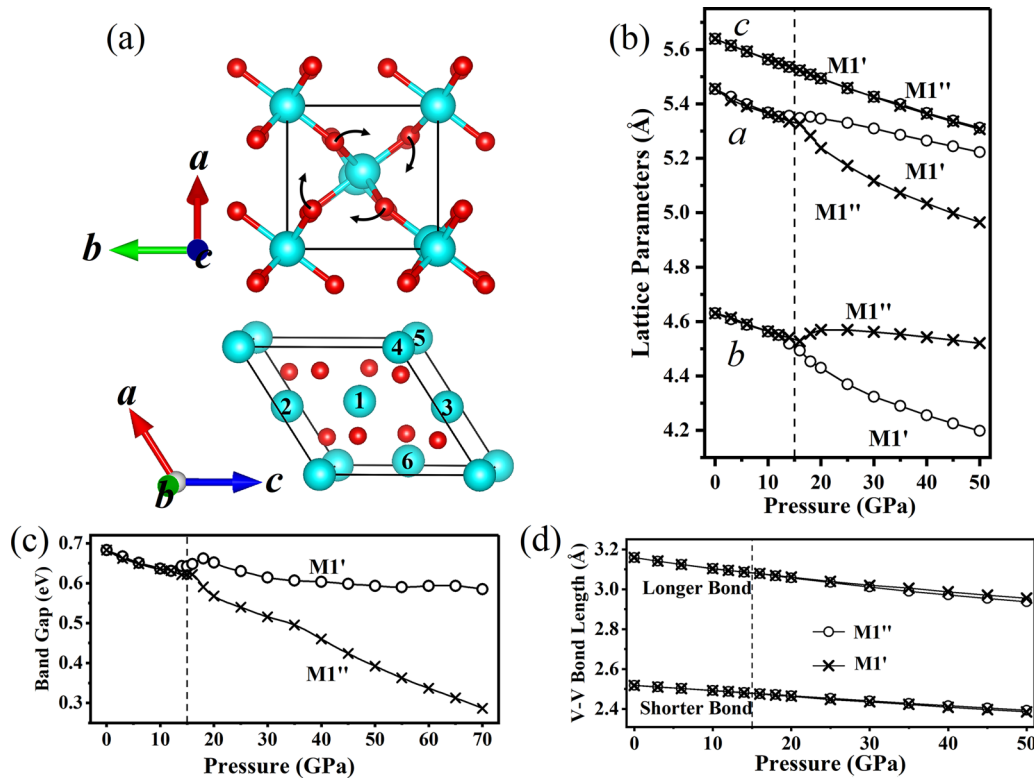 (a)
a
b
c
5
4
1
2
3
6
a
b
c
(b)
c
M1'
M1''
a
M1'
M1''
M1''
b
M1'
5.6
5.4
5.2
5.0
4.8
4.6
4.4
4.2
Lattice Parameters (Å)
0 10 20 30 40 50
Pressure (GPa)
(c)
0.7
0.6
0.5
0.4
0.3
Band Gap (eV)
M1'
M1''
0 10 20 30 40 50 60 70
Pressure (GPa)
(d)
3.2
3.0
2.8
2.6
2.4
V-V Bond Length (Å)
Longer Bond
M1''
M1'
Shorter Bond
0 10 20 30 40 50
Pressure (GPa)